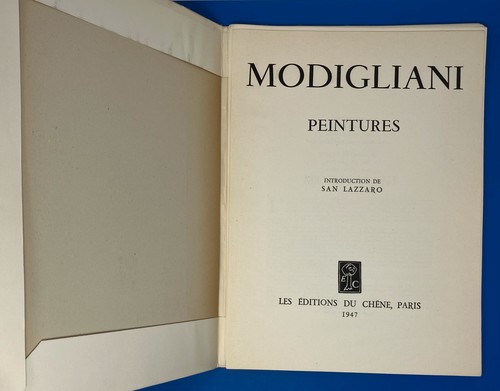 MODIGLIANI
PEINTURES
INTRODUCTION DE
SAN LAZZARO
E C
LES ÉDITIONS DU CHÊNE, PARIS
1947